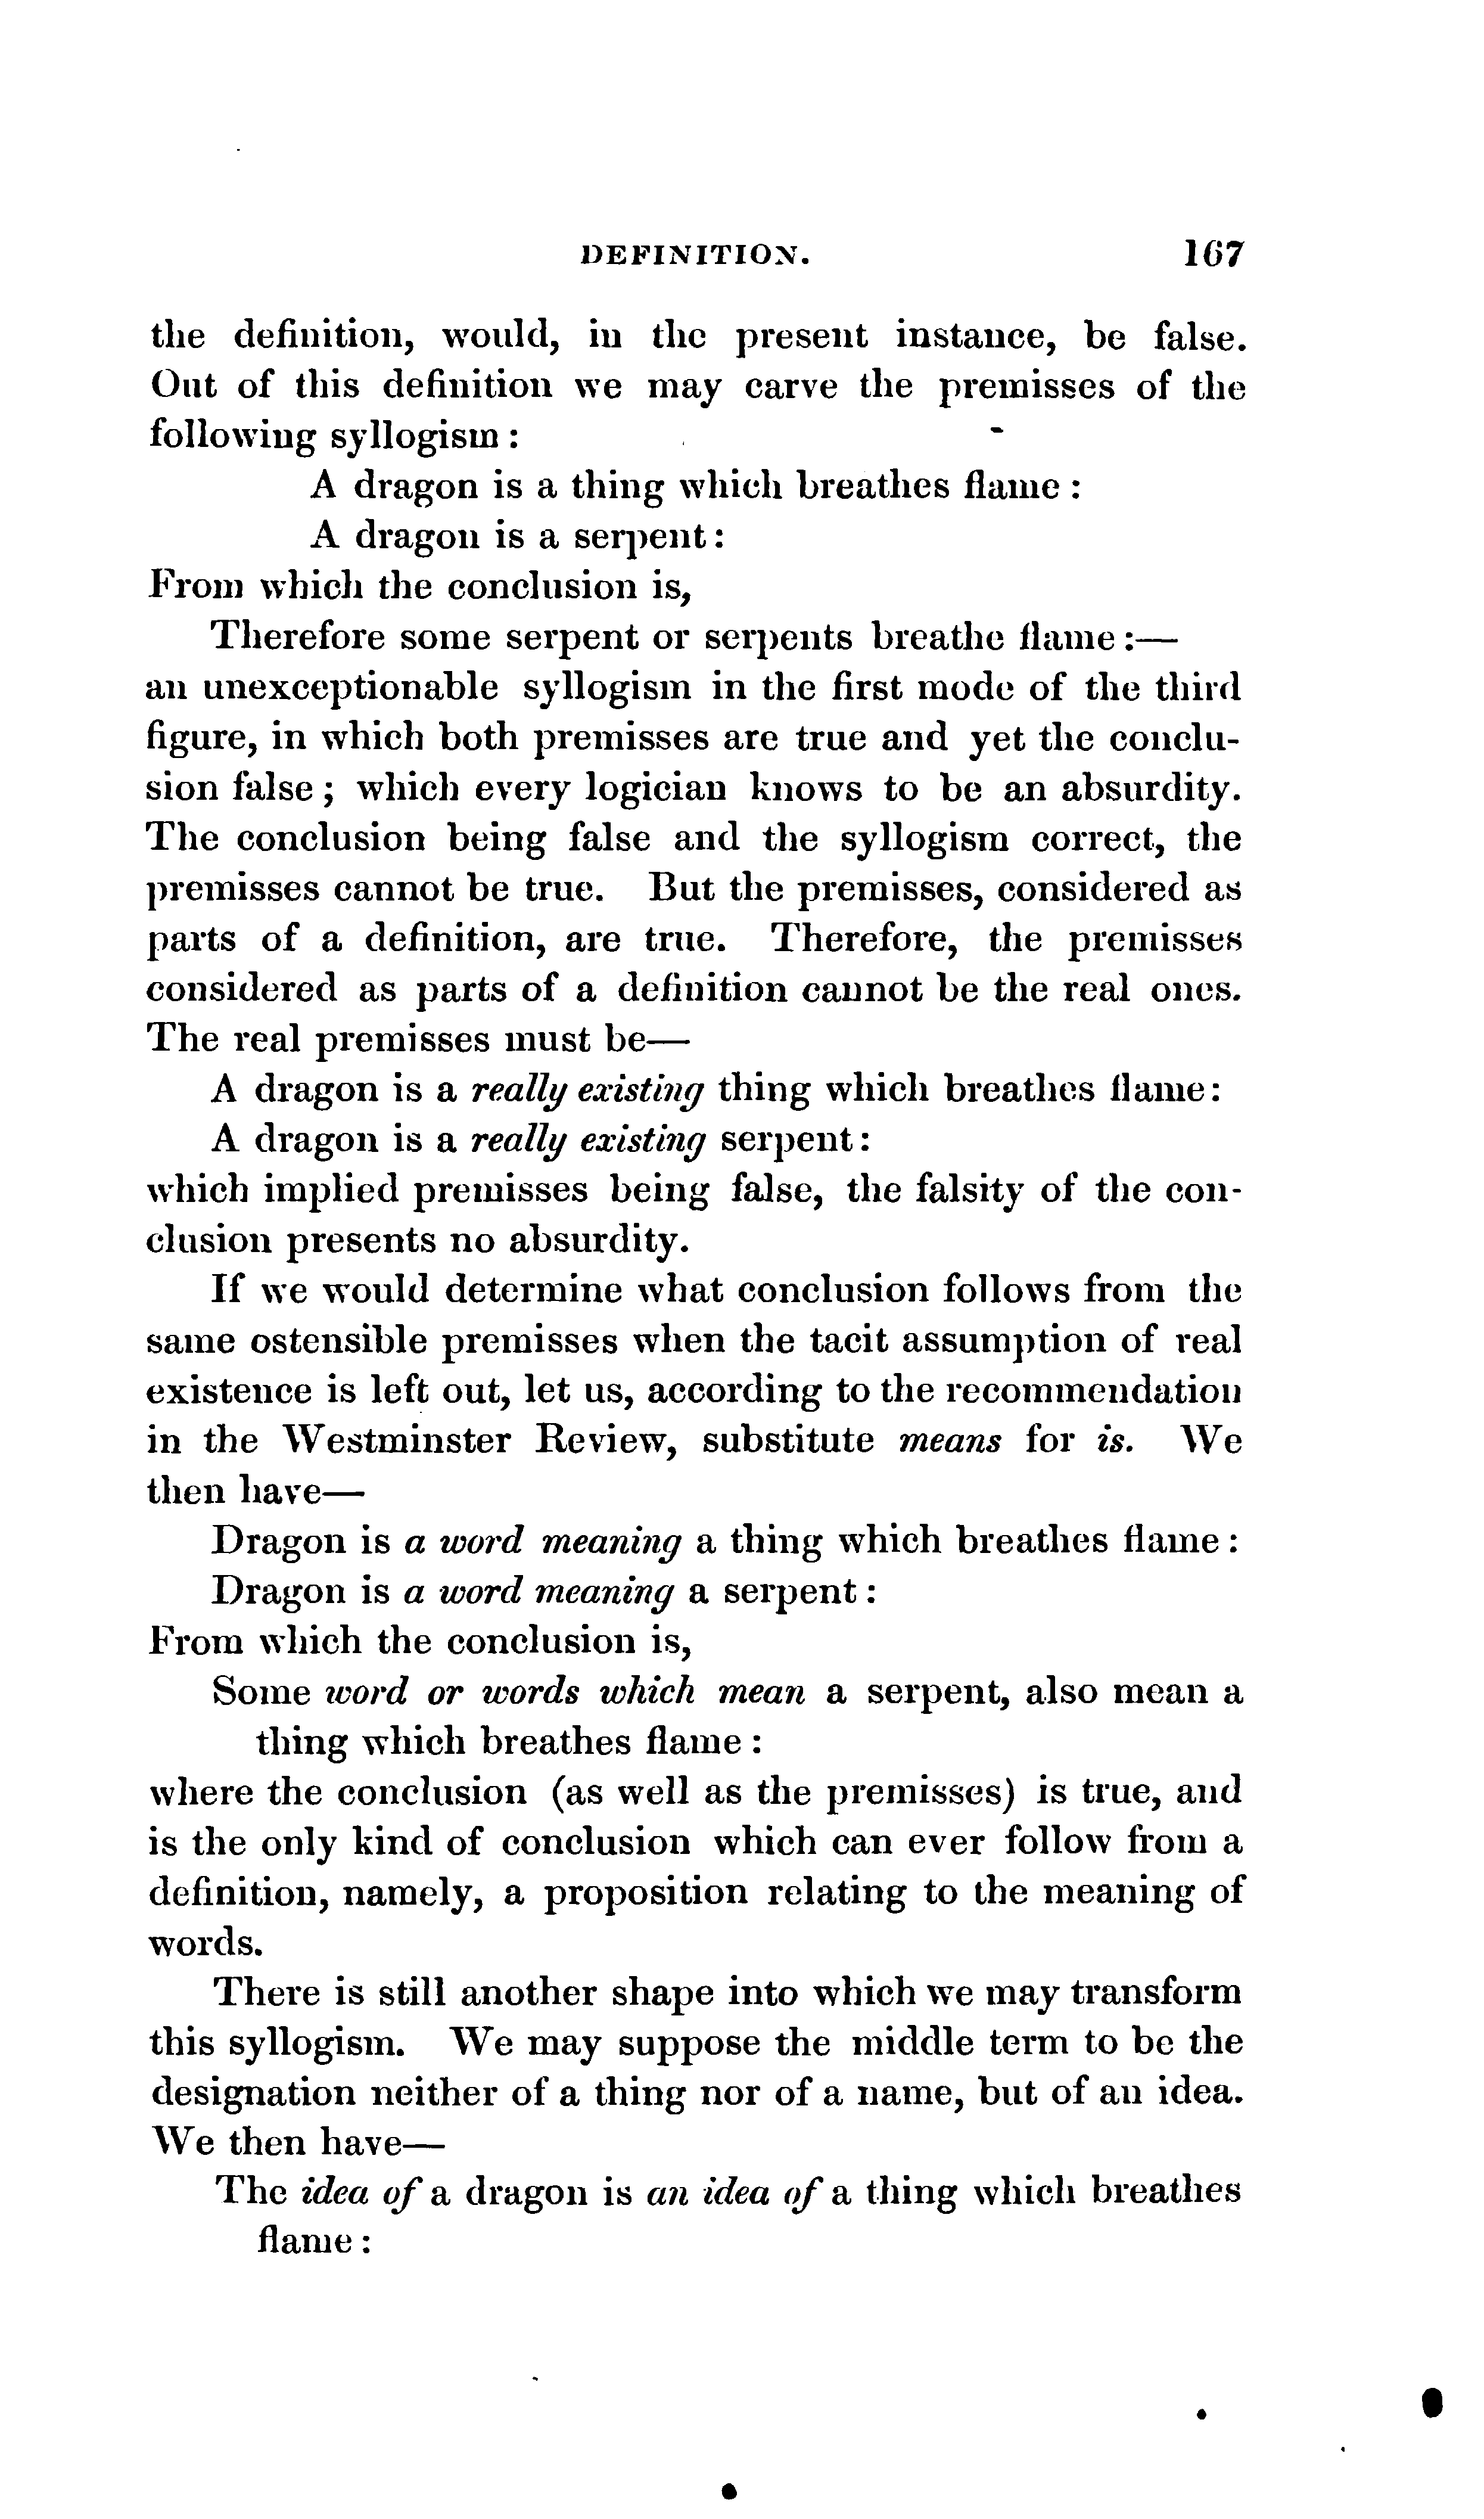 DEFINITION. 167
the definition, would, in the present instance, be false.
Out of this definition we may carve the premisses of the
following syllogism :
A dragon is a thing which breathes flame :
A dragon is a serpent :
From which the conclusion is,
Therefore some serpent or serpents breathe flame :—
an unexceptionable syllogism in the first mode of the third
figure, in which both premisses are true and yet the conclu-
sion false ; which every logician knows to be an absurdity.
The conclusion being false and the syllogism correct, the
premisses cannot be true. But the premisses, considered as
parts of a definition, are true. Therefore, the premisses
considered as parts of a definition cannot be the real ones.
The real premisses must be—
A dragon is a really existing thing which breathes flame :
A dragon is a really existing serpent :
which implied premisses being false, the falsity of the con-
clusion presents no absurdity.
If we would determine what conclusion follows from the
same ostensible premisses when the tacit assumption of real
existence is left out, let us, according to the recommendation
in the Westminster Review, substitute means for is. We
then have—
Dragon is a word meaning a thing which breathes flame :
Dragon is a word meaning a serpent :
From which the conclusion is,
Some word or words which mean a serpent, also mean a
thing which breathes flame :
where the conclusion (as well as the premisses) is true, and
is the only kind of conclusion which can ever follow from a
definition, namely, a proposition relating to the meaning of
words.
There is still another shape into which we may transform
this syllogism. We may suppose the middle term to be the
designation neither of a thing nor of a name, but of an idea.
We then have—
The idea of a dragon is an idea of a thing which breathes
flame :